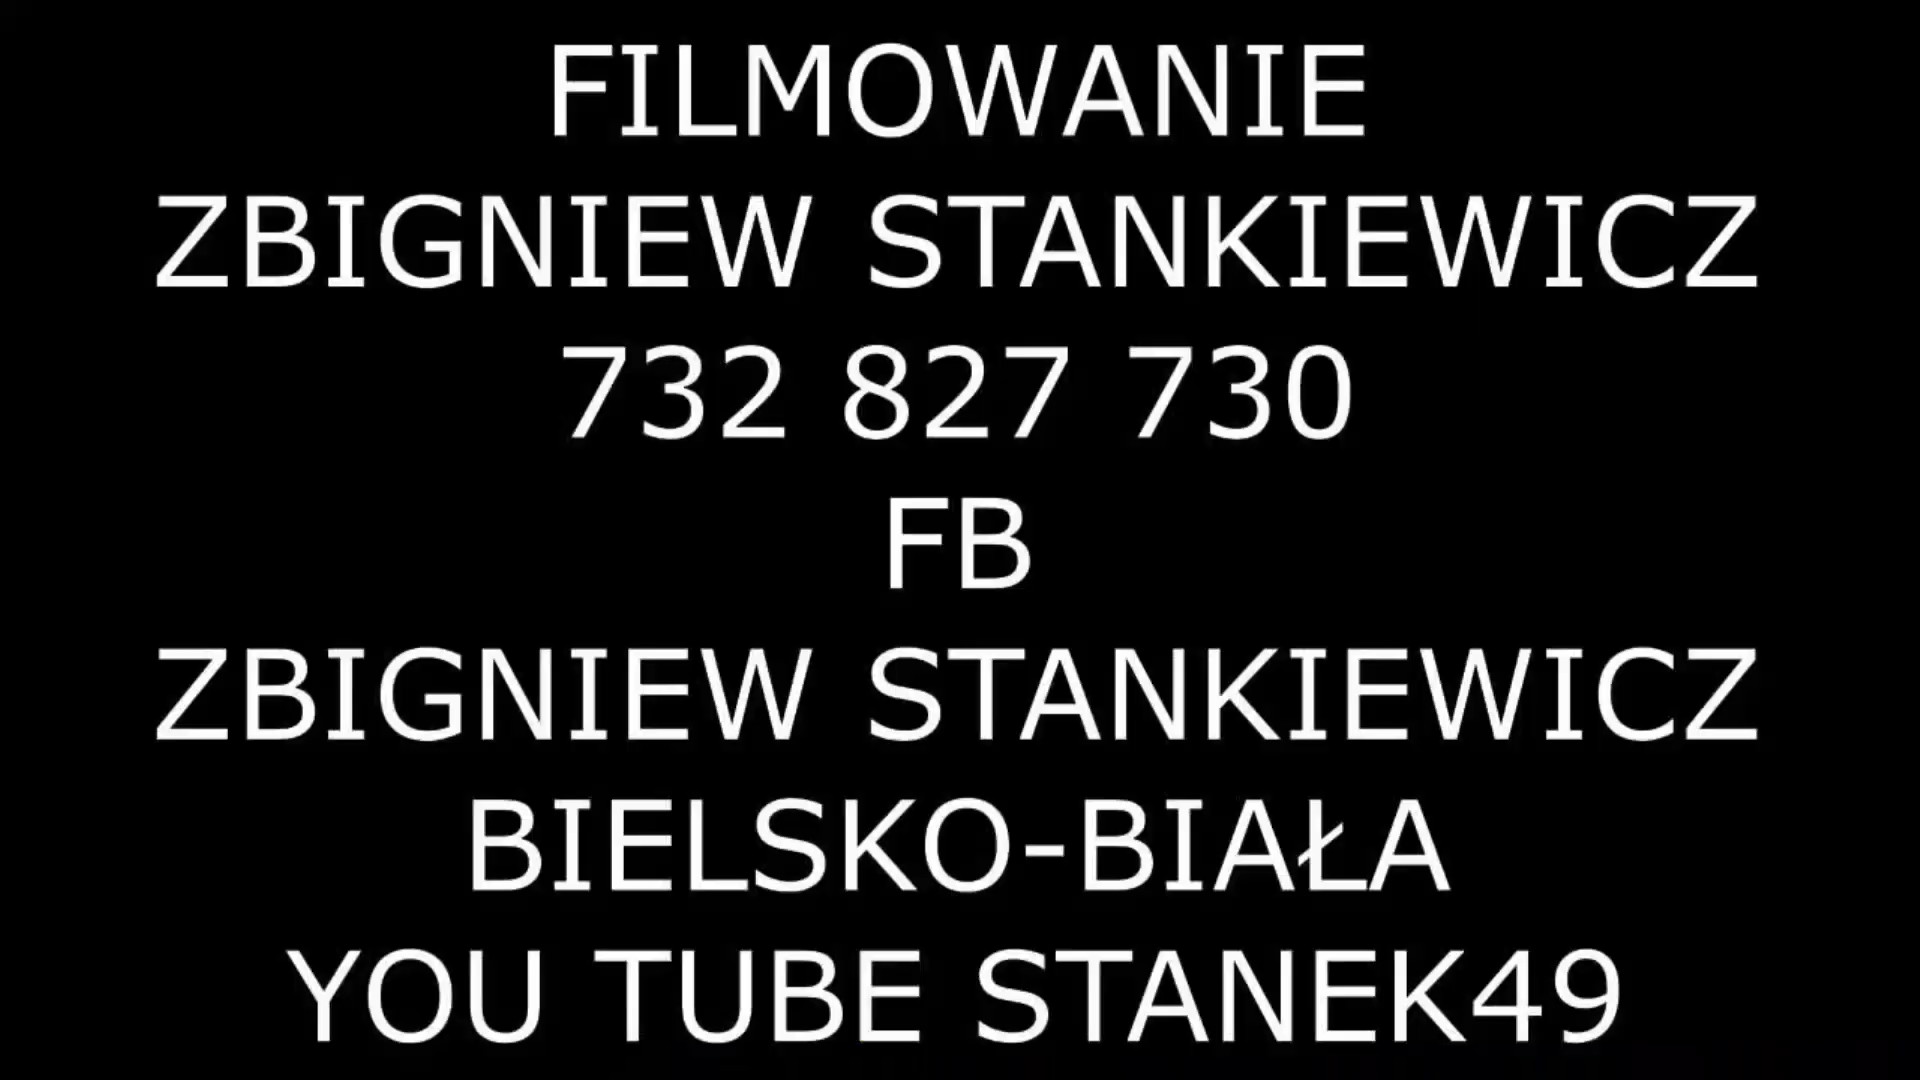 FILMOWANIE
ZBIGNIEW STANKIEWICZ
732 827 730
FB
ZBIGNIEW STANKIEWICZ
BIELSKO-BIAŁA
YOU TUBE STANEK49